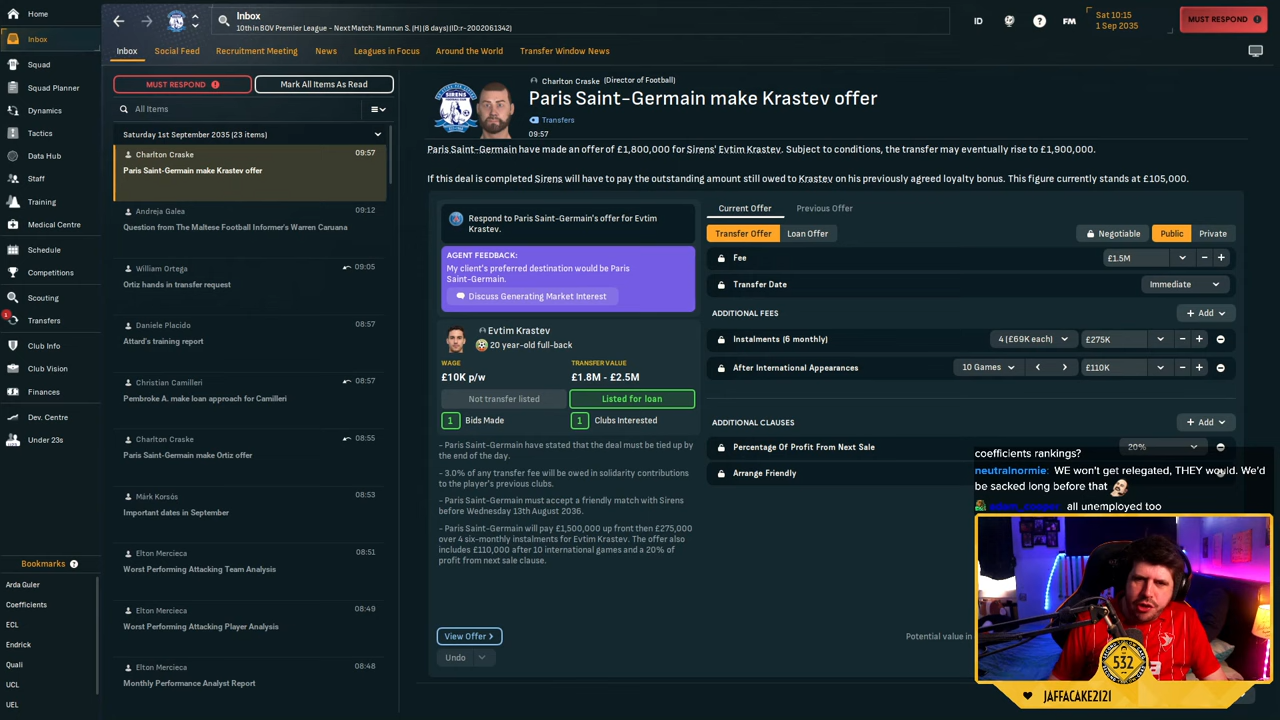 Home
Inbox
Squad
Squad Planner
Dynamics
Tactics
Data Hub
Staff
Training
Medical Centre
Schedule
Competitions
Scouting
1
Transfers
Club Info
Club Vision
Finances
Dev. Centre
Under 23s
Bookmarks ?
Arda Guler
Coefficients
ECL
Endrick
Quali
UCL
UEL
Inbox
10th in BOV Premier League - Next Match: Mamrun S. (H) (8 days) (ID:r-2002061342)
ID
?
FM
Sat 10:15
1 Sep 2035
MUST RESPOND !
Inbox
Social Feed
Recruitment Meeting
News
Leagues in Focus
Around the World
Transfer Window News
MUST RESPOND !
Mark All Items As Read
All Items
Saturday 1st September 2035 (23 items)
Charlton Craske 09:57
Paris Saint-Germain make Krastev offer
Andreja Galea 09:12
Question from The Maltese Football Informer's Warren Caruana
William Ortega 09:05
Ortiz hands in transfer request
Daniele Placido 08:57
Attard's training report
Christian Camilleri 08:57
Pembroke A. make loan approach for Camilleri
Charlton Craske 08:55
Paris Saint-Germain make Ortiz offer
Márk Korsós 08:53
Important dates in September
Elton Mercieca 08:51
Worst Performing Attacking Team Analysis
Elton Mercieca 08:49
Worst Performing Attacking Player Analysis
Elton Mercieca 08:48
Monthly Performance Analyst Report
SIRENS
Charlton Craske (Director of Football)
Paris Saint-Germain make Krastev offer
Transfers
09:57
Paris Saint-Germain have made an offer of £1,800,000 for Sirens' Evtim Krastev. Subject to conditions, the transfer may eventually rise to £1,900,000.
If this deal is completed Sirens will have to pay the outstanding amount still owed to Krastev on his previously agreed loyalty bonus. This figure currently stands at £105,000.
Respond to Paris Saint-Germain's offer for Evtim
Krastev.
AGENT FEEDBACK:
My client's preferred destination would be Paris
Saint-Germain.
Discuss Generating Market Interest
Evtim Krastev
20 year-old full-back
WAGE
£10K p/w
TRANSFER VALUE
£1.8M - £2.5M
Not transfer listed
Listed for loan
1 Bids Made
1 Clubs Interested
- Paris Saint-Germain have stated that the deal must be tied up by
the end of the day.
- 3.0% of any transfer fee will be owed in solidarity contributions
to the player's previous clubs.
- Paris Saint-Germain must accept a friendly match with Sirens
before Wednesday 13th August 2036.
- Paris Saint-Germain will pay £1,500,000 up front then £275,000
over 4 six-monthly instalments for Evtim Krastev. The offer also
includes £110,000 after 10 international games and a 20% of
profit from next sale clause.
View Offer
Undo
Current Offer
Previous Offer
Transfer Offer
Loan Offer
Negotiable
Public
Private
Fee
£1.5M
Transfer Date
Immediate
ADDITIONAL FEES
+ Add
Instalments (6 monthly)
4 (£69K each)
£275K
After International Appearances
10 Games
£110K
ADDITIONAL CLAUSES
+ Add
Percentage Of Profit From Next Sale
20%
Arrange Friendly
Potential value in
coefficients rankings?
neutralnormie: WE won't get relegated, THEY would. We'd
be sacked long before that
adam_cooper: all unemployed too
532
JAFFACAKE2121